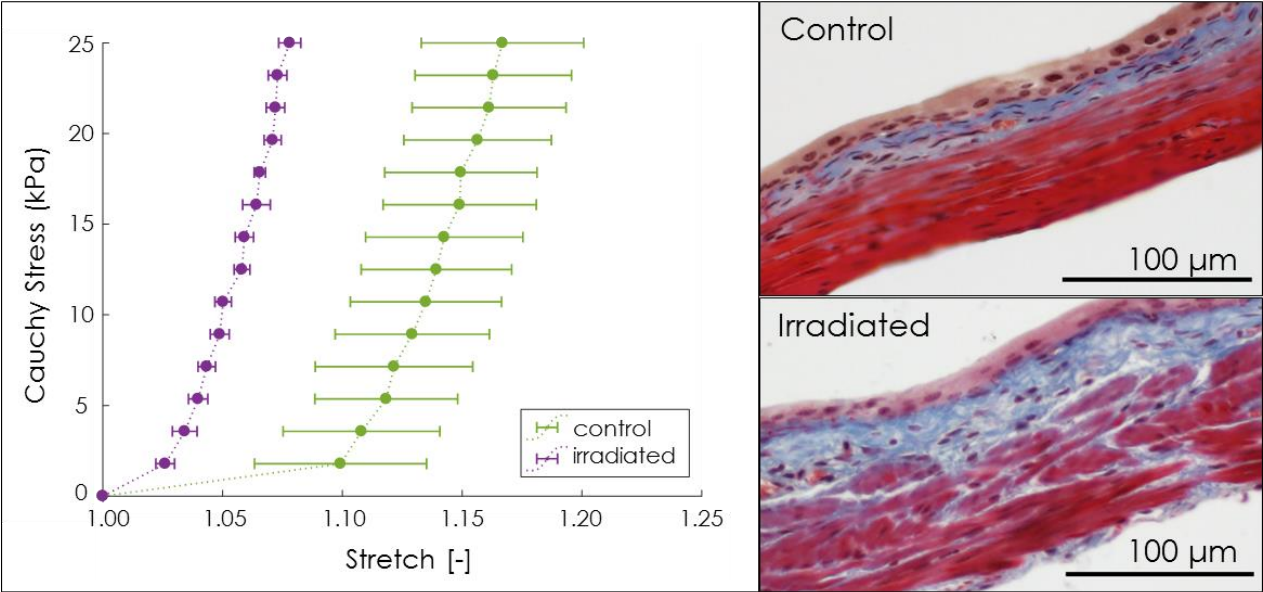 25
20
15
10
5
0
Cauchy Stress (kPa)
1.00 1.05 1.10 1.15 1.20 1.25
Stretch [-]
control
irradiated
Control
100 µm
Irradiated
100 µm